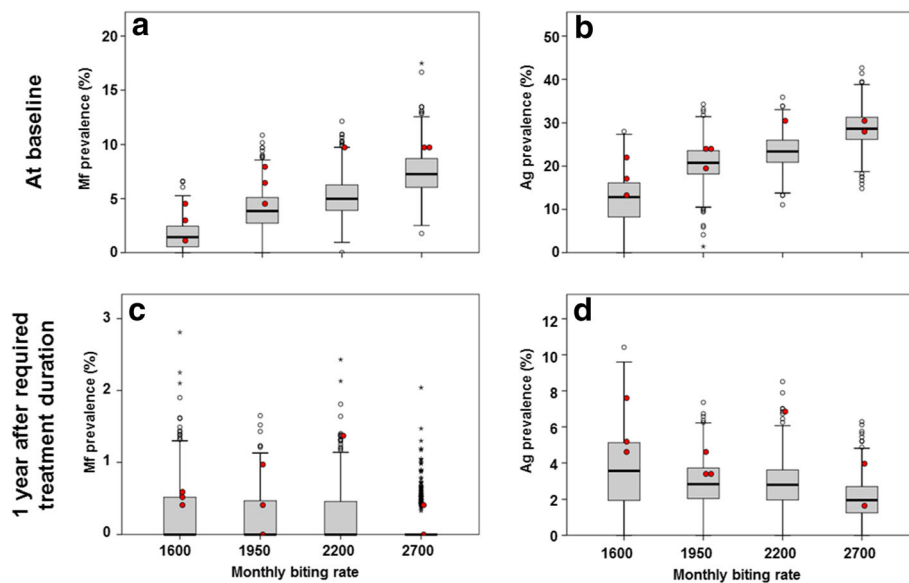 At baseline
a
Mf prevalence (%)
20
15
10
5
0
b
Ag prevalence (%)
50
40
30
20
10
0
1 year after required
treatment duration
c
Mf prevalence (%)
3
2
1
0
1600 1950 2200 2700
Monthly biting rate
d
Ag prevalence (%)
12
10
8
6
4
2
0
1600 1950 2200 2700
Monthly biting rate